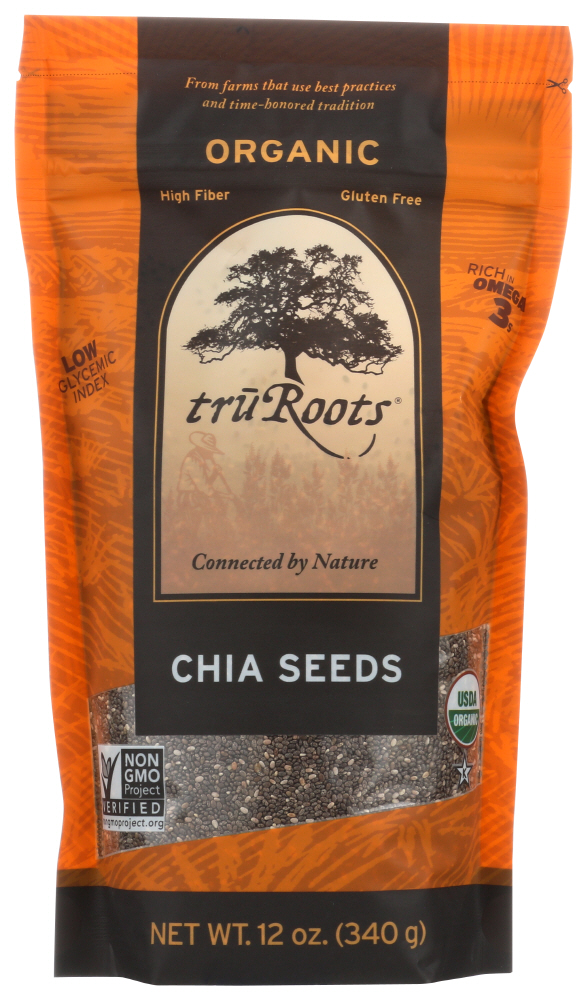 From farms that use best practices
and time-honored tradition
ORGANIC
High Fiber
Gluten Free
RICH IN
OMEGA
3s
LOW
GLYCEMIC
INDEX
trūRoots®
Connected by Nature
CHIA SEEDS
USDA
ORGANIC
NON
GMO
Project
VERIFIED
nongmoproject.org
K
NET WT. 12 oz. (340 g)